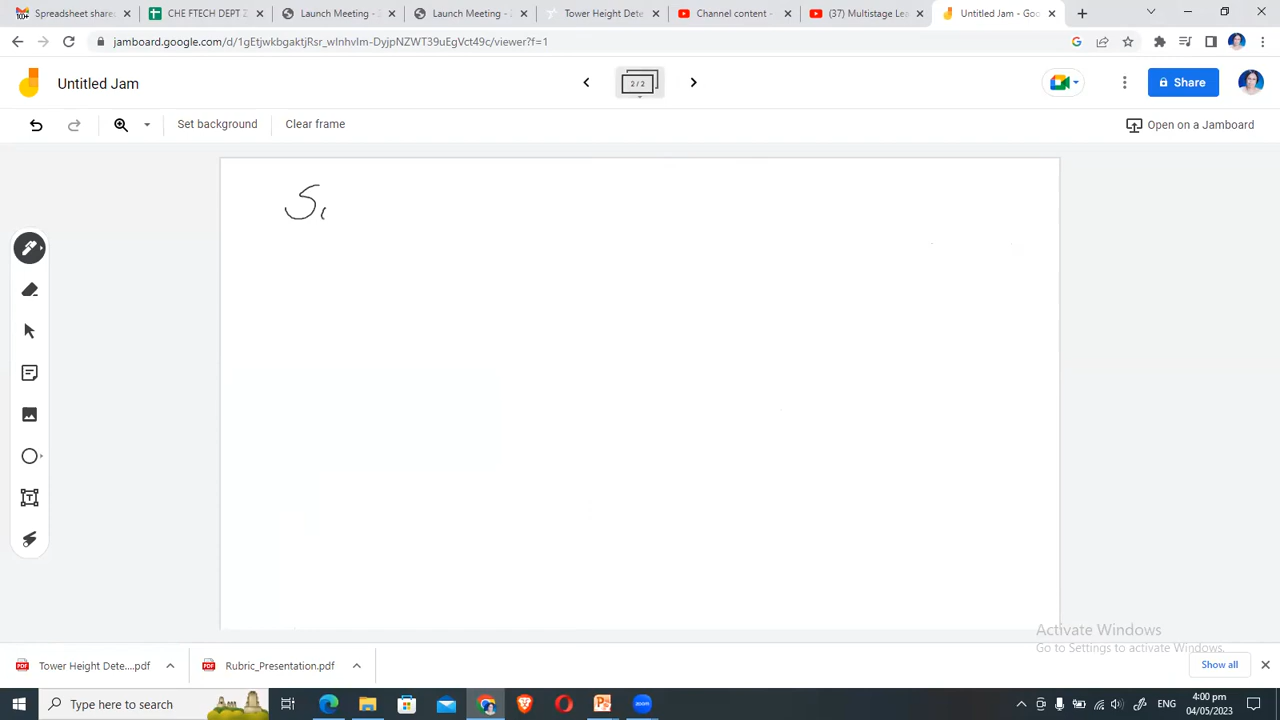 Spreadsheet share
CHE FTECH DEPT 2
Launch Meeting - Z
Launch Meeting - Z
Tower Height Dete
Channel content -
(37) Multistage Lea
Untitled Jam - Goo
jamboard.google.com/d/1gEtjwkbgaktjRsr_wInhvIm-DyjpNZWT39uEgVct49c/viewer?f=1
Untitled Jam
2 / 2
Share
Set background
Clear frame
Open on a Jamboard
Activate Windows
Go to Settings to activate Windows.
Tower Height Dete....pdf
Rubric_Presentation.pdf
Show all
Type here to search
ENG
4:00 pm
04/05/2023